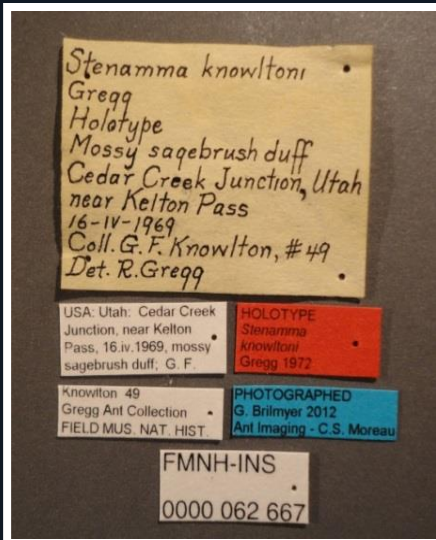 Stenamma knowltoni
Gregg
Holotype
Mossy sagebrush duff
Cedar Creek Junction, Utah
near Kelton Pass
16-IV-1969
Coll. G. F. Knowlton, #49
Det. R. Gregg
USA: Utah: Cedar Creek
Junction, near Kelton
Pass, 16.iv.1969, mossy
sagebrush duff; G. F.
HOLOTYPE
Stenamma
knowltoni
Gregg 1972
Knowlton 49
Gregg Ant Collection
FIELD MUS. NAT. HIST.
PHOTOGRAPHED
G. Brilmyer 2012
Ant Imaging - C.S. Moreau
FMNH-INS
0000 062 667